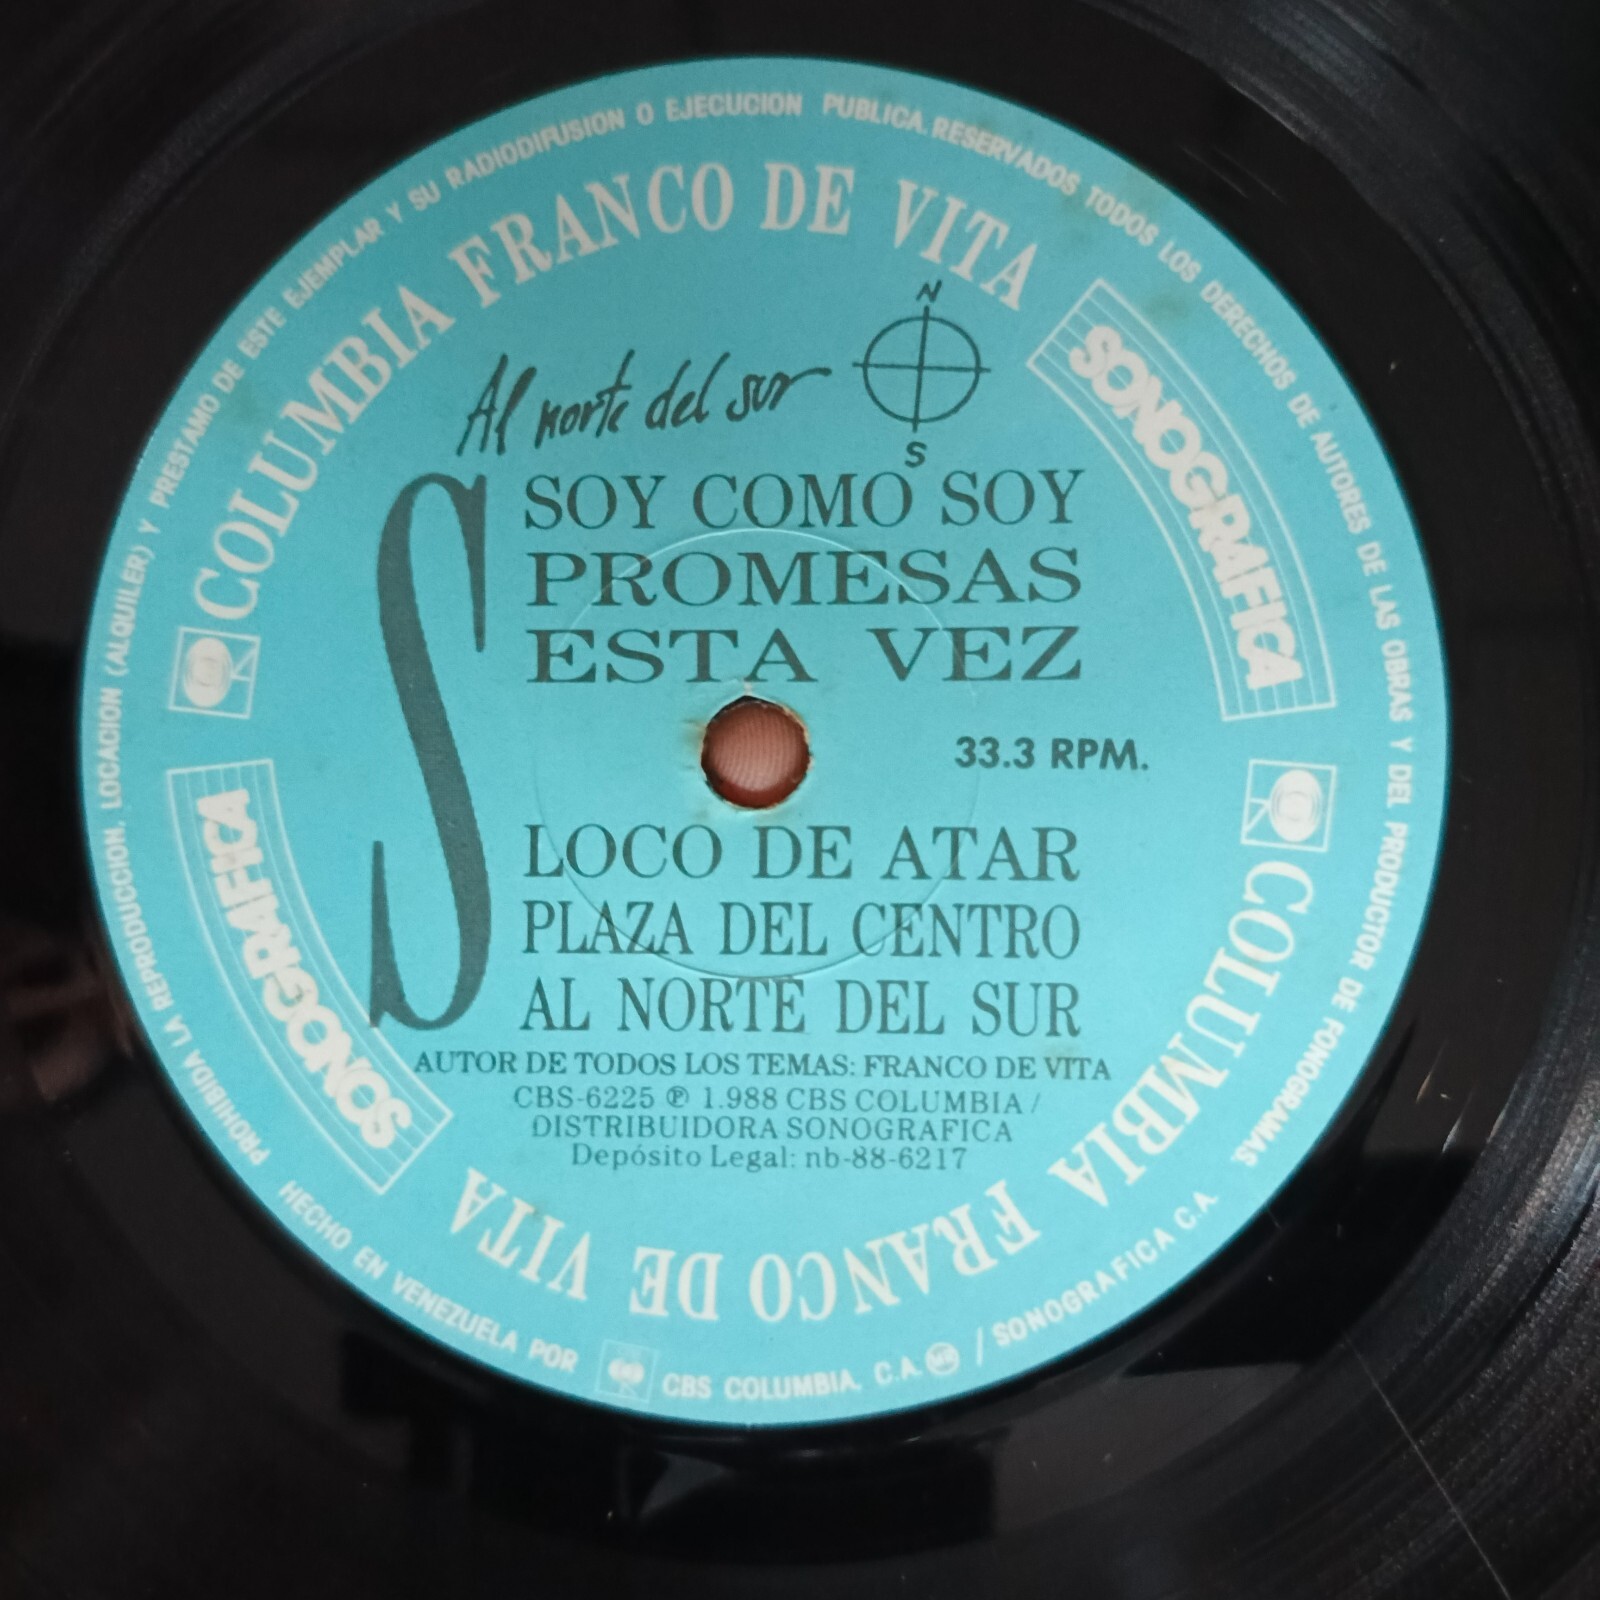 PROHIBIDA LA REPRODUCCION, LOCACION (ALQUILER) Y PRESTAMO DE ESTE EJEMPLAR Y SU RADIODIFUSION O EJECUCION PUBLICA. RESERVADOS TODOS LOS DERECHOS DE AUTORES DE LAS OBRAS Y DEL PRODUCTOR DE FONOGRAMAS.
COLUMBIA FRANCO DE VITA
SONOGRAFICA
Al norte del sur
N
S
S
SOY COMO SOY
PROMESAS
ESTA VEZ
33.3 RPM.
LOCO DE ATAR
PLAZA DEL CENTRO
AL NORTE DEL SUR
AUTOR DE TODOS LOS TEMAS: FRANCO DE VITA
CBS-6225 ℗ 1.988 CBS COLUMBIA /
DISTRIBUIDORA SONOGRAFICA
Depósito Legal: nb-88-6217
COLUMBIA FRANCO DE VITA
SONOGRAFICA
HECHO EN VENEZUELA POR CBS COLUMBIA, C.A. MR / SONOGRAFICA C.A.